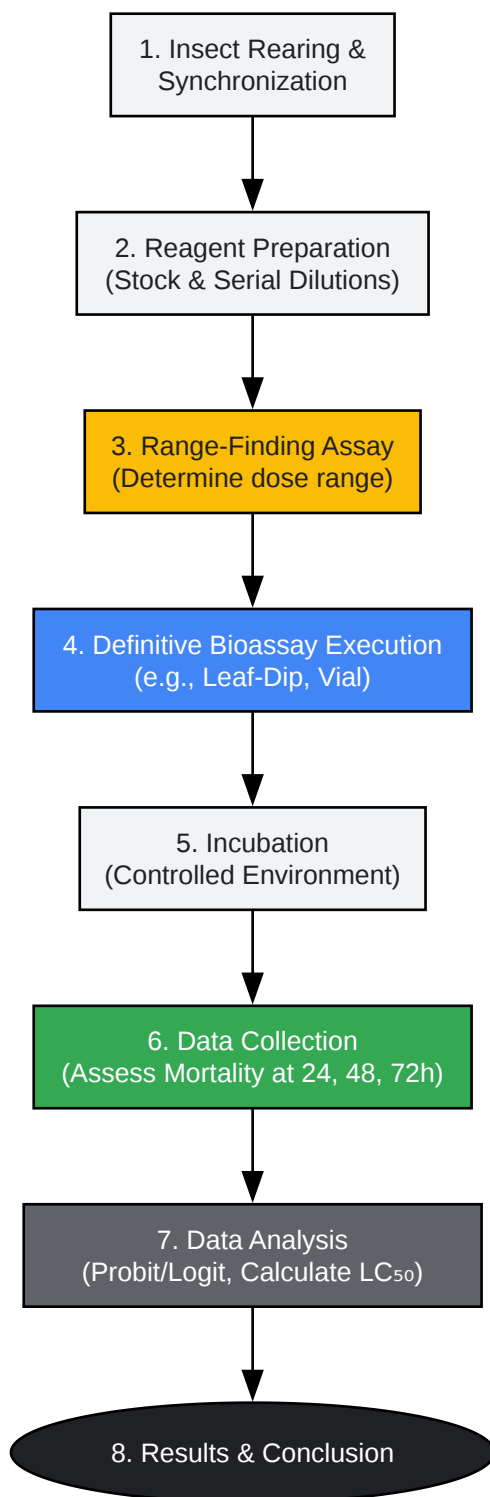 1. Insect Rearing &
Synchronization
2. Reagent Preparation
(Stock & Serial Dilutions)
3. Range-Finding Assay
(Determine dose range)
4. Definitive Bioassay Execution
(e.g., Leaf-Dip, Vial)
5. Incubation
(Controlled Environment)
6. Data Collection
(Assess Mortality at 24, 48, 72h)
7. Data Analysis
(Probit/Logit, Calculate LC₅₀)
8. Results & Conclusion